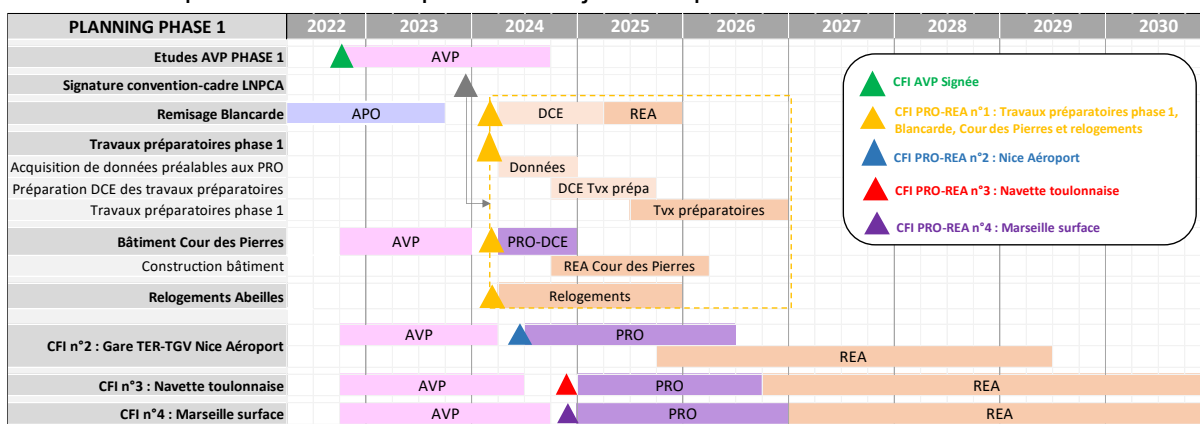 PLANNING PHASE 1 2022 2023 2024 2025 2026 2027 2028 2029 2030
Etudes AVP PHASE 1 AVP
Signature convention-cadre LNPCA
Remisage Blancarde APO DCE REA
Travaux préparatoires phase 1
Acquisition de données préalables aux PRO Données
Préparation DCE des travaux préparatoires DCE Tvx prépa
Travaux préparatoires phase 1 Tvx préparatoires
Bâtiment Cour des Pierres AVP PRO-DCE
Construction bâtiment REA Cour des Pierres
Relogements Abeilles Relogements
CFI n°2 : Gare TER-TGV Nice Aéroport AVP PRO
REA
CFI n°3 : Navette toulonnaise AVP PRO REA
CFI n°4 : Marseille surface AVP PRO REA
CFI AVP Signée
CFI PRO-REA n°1 : Travaux préparatoires phase 1,
Blancarde, Cour des Pierres et relogements
CFI PRO-REA n°2 : Nice Aéroport
CFI PRO-REA n°3 : Navette toulonnaise
CFI PRO-REA n°4 : Marseille surface